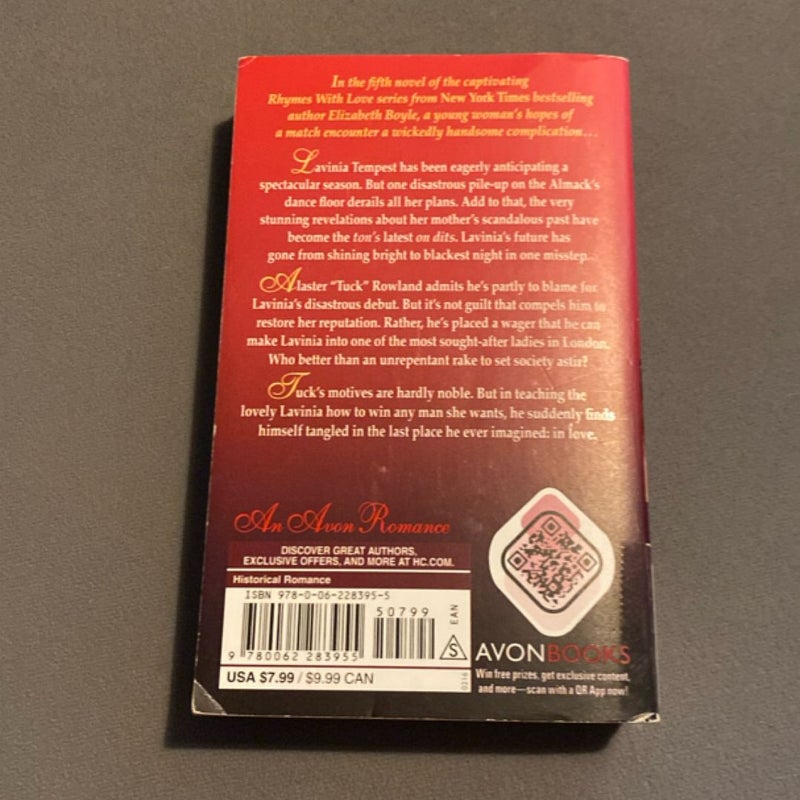 In the fifth novel of the captivating
Rhymes With Love series from New York Times bestselling
author Elizabeth Boyle, a young woman's hopes of
a match encounter a wickedly handsome complication...
Lavinia Tempest has been eagerly anticipating a
spectacular season. But one disastrous pile-up on the Almack's
dance floor derails all her plans. Add to that, the very
stunning revelations about her mother's scandalous past have
become the ton's latest on dits. Lavinia's future has
gone from shining bright to blackest night in one misstep...
Alaster "Tuck" Rowland admits he's partly to blame for
Lavinia's disastrous debut. But it's not guilt that compels him to
restore her reputation. Rather, he's placed a wager that he can
make Lavinia into one of the most sought-after ladies in London.
Who better than an unrepentant rake to set society astir?
Tuck's motives are hardly noble. But in teaching the
lovely Lavinia how to win any man she wants, he suddenly finds
himself tangled in the last place he ever imagined: in love.
An Avon Romance
DISCOVER GREAT AUTHORS,
EXCLUSIVE OFFERS, AND MORE AT HC.COM.
Historical Romance
ISBN 978-0-06-228395-5
50799
EAN
9 780062 283955
S
USA $7.99 / $9.99 CAN
0216
AVONBOOKS
Win free prizes, get exclusive content,
and more—scan with a QR App now!